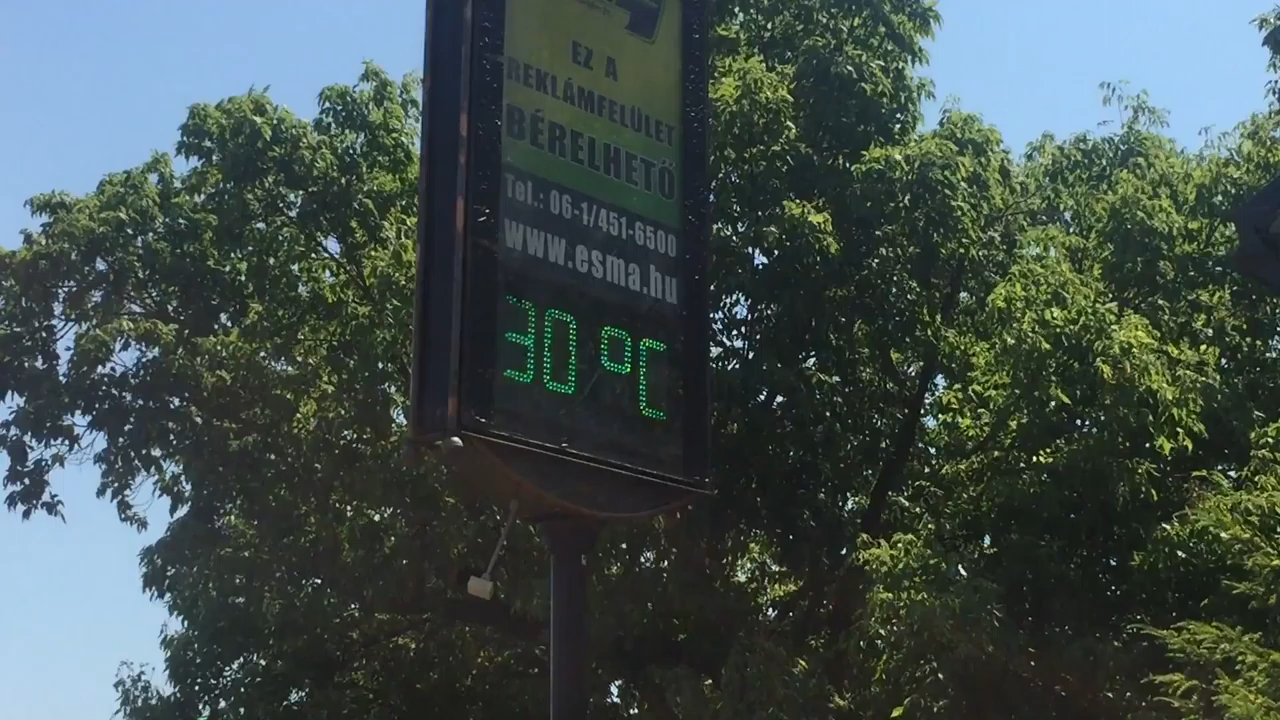 EZ A
REKLÁMFELÜLET
BÉRELHETŐ
Tel.: 06-1/451-6500
www.esma.hu
30 °C